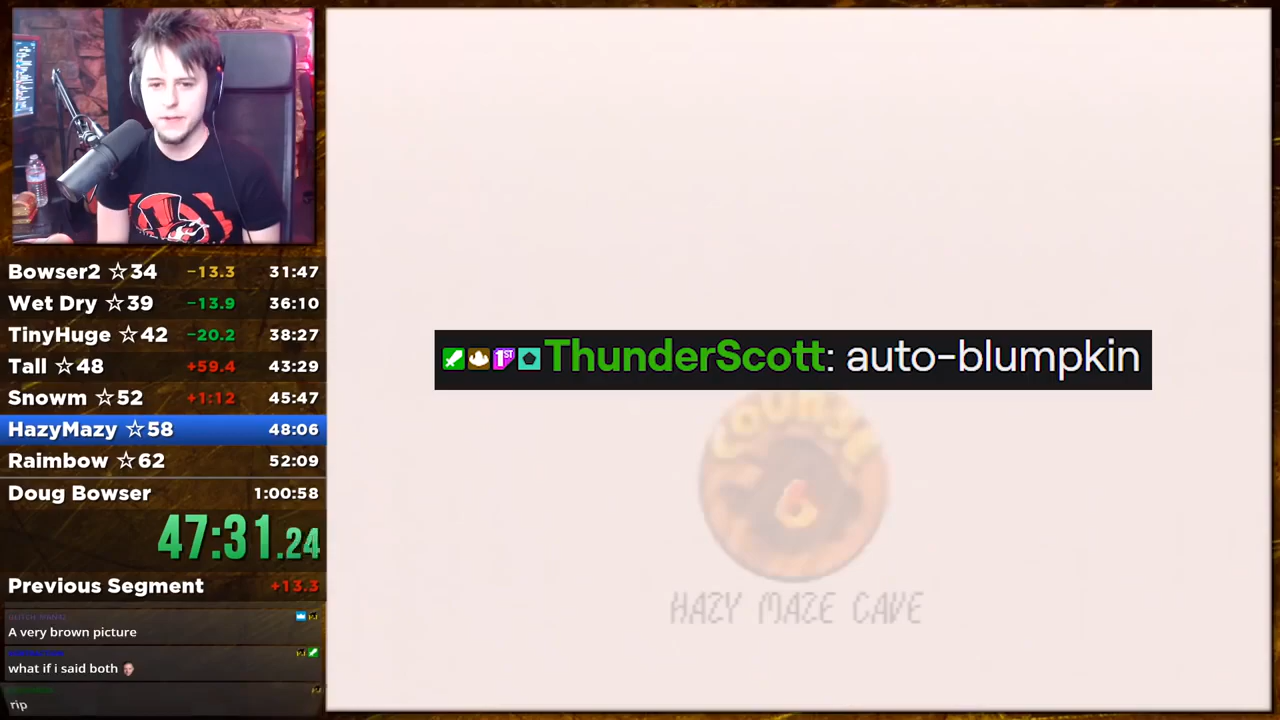 Bowser2 ☆34 −13.3 31:47
Wet Dry ☆39 −13.9 36:10
TinyHuge ☆42 −20.2 38:27
Tall ☆48 +59.4 43:29
Snowm ☆52 +1:12 45:47
HazyMazy ☆58 48:06
Raimbow ☆62 52:09
Doug Bowser 1:00:58
47:31.24
Previous Segment +13.3
A very brown picture
what if i said both
rip
1ST ThunderScott: auto-blumpkin
COURSE
6
HAZY MAZE CAVE